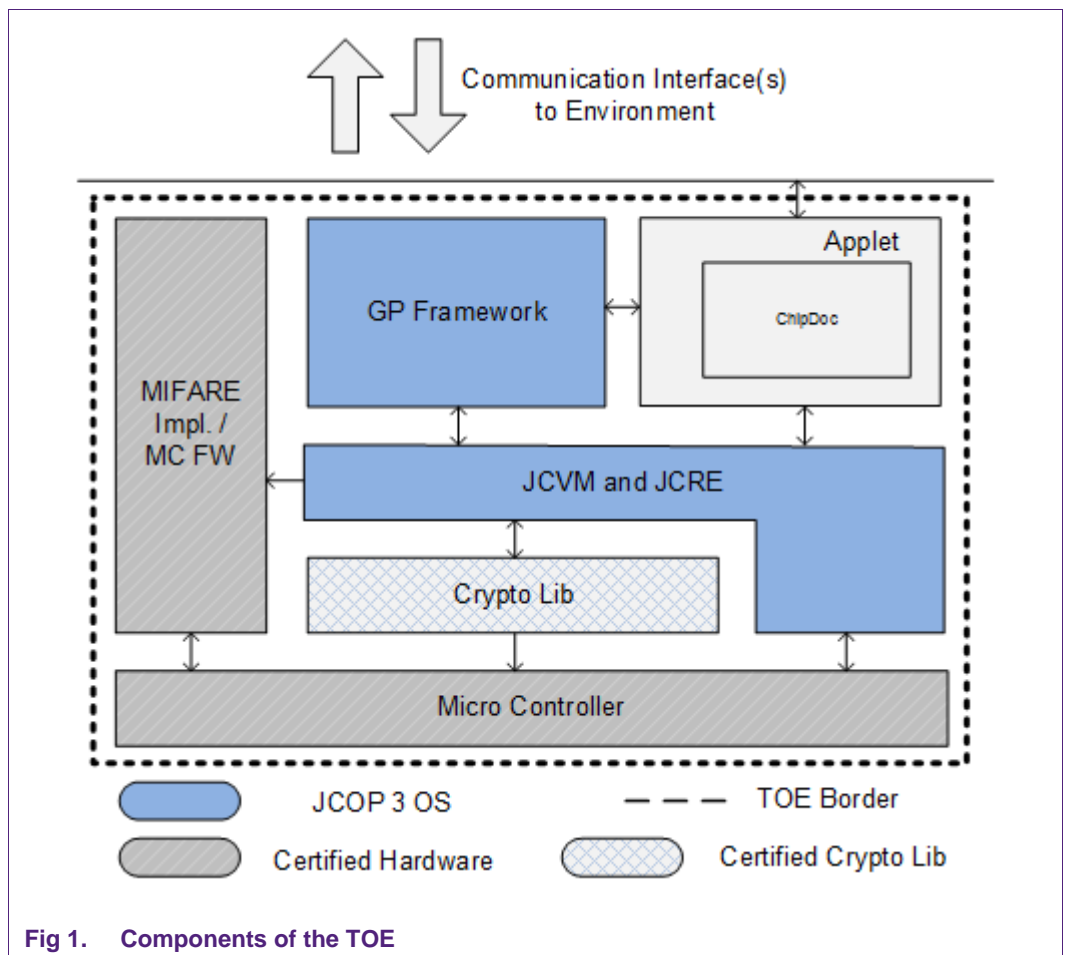 Communication Interface(s)
to Environment
Applet
GP Framework
ChipDoc
MIFARE
Impl. /
MC FW
JCVM and JCRE
Crypto Lib
Micro Controller
JCOP 3 OS
TOE Border
Certified Hardware
Certified Crypto Lib
Fig 1. Components of the TOE